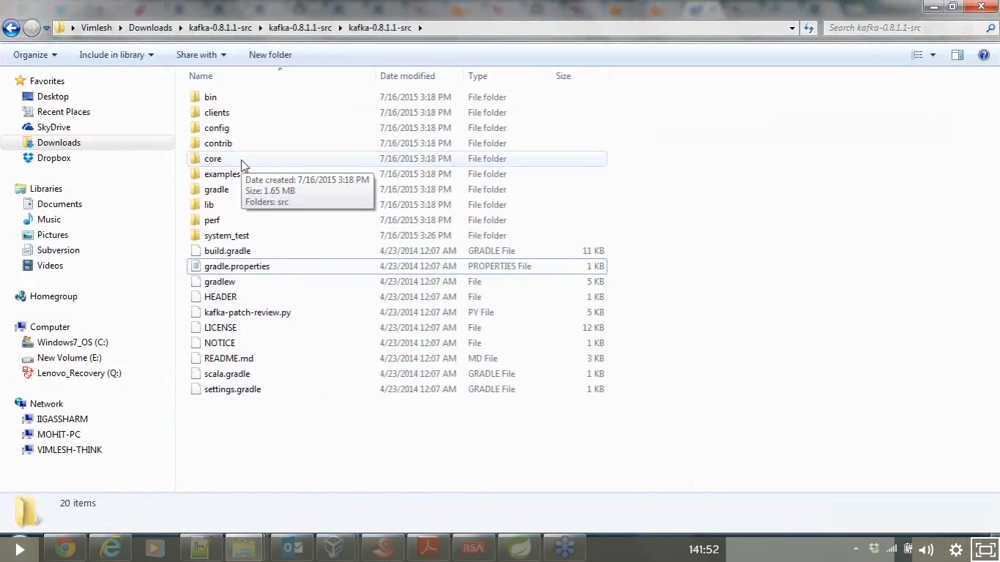 Vimlesh Downloads kafka-0.8.1.1-src kafka-0.8.1.1-src kafka-0.8.1.1-src Search kafka-0.8.1.1-src
Organize Include in library Share with New folder
Name Date modified Type Size
Favorites
Desktop
Recent Places
SkyDrive
Downloads
Dropbox
Libraries
Documents
Music
Pictures
Subversion
Videos
Homegroup
Computer
Windows7_OS (C:)
New Volume (E:)
Lenovo_Recovery (Q:)
Network
IIGASSHARM
MOHIT-PC
VIMLESH-THINK
bin 7/16/2015 3:18 PM File folder
clients 7/16/2015 3:18 PM File folder
config 7/16/2015 3:18 PM File folder
contrib 7/16/2015 3:18 PM File folder
core 7/16/2015 3:18 PM File folder
examples 7/16/2015 3:18 PM File folder
gradle 7/16/2015 3:18 PM File folder
lib 7/16/2015 3:18 PM File folder
perf 7/16/2015 3:18 PM File folder
system_test 7/16/2015 3:26 PM File folder
build.gradle 4/23/2014 12:07 AM GRADLE File 11 KB
gradle.properties 4/23/2014 12:07 AM PROPERTIES File 1 KB
gradlew 4/23/2014 12:07 AM File 5 KB
HEADER 4/23/2014 12:07 AM File 1 KB
kafka-patch-review.py 4/23/2014 12:07 AM PY File 5 KB
LICENSE 4/23/2014 12:07 AM File 12 KB
NOTICE 4/23/2014 12:07 AM File 1 KB
README.md 4/23/2014 12:07 AM MD File 3 KB
scala.gradle 4/23/2014 12:07 AM GRADLE File 1 KB
settings.gradle 4/23/2014 12:07 AM GRADLE File 1 KB
Date created: 7/16/2015 3:18 PM
Size: 1.65 MB
Folders: src
20 items
RSA
141:52